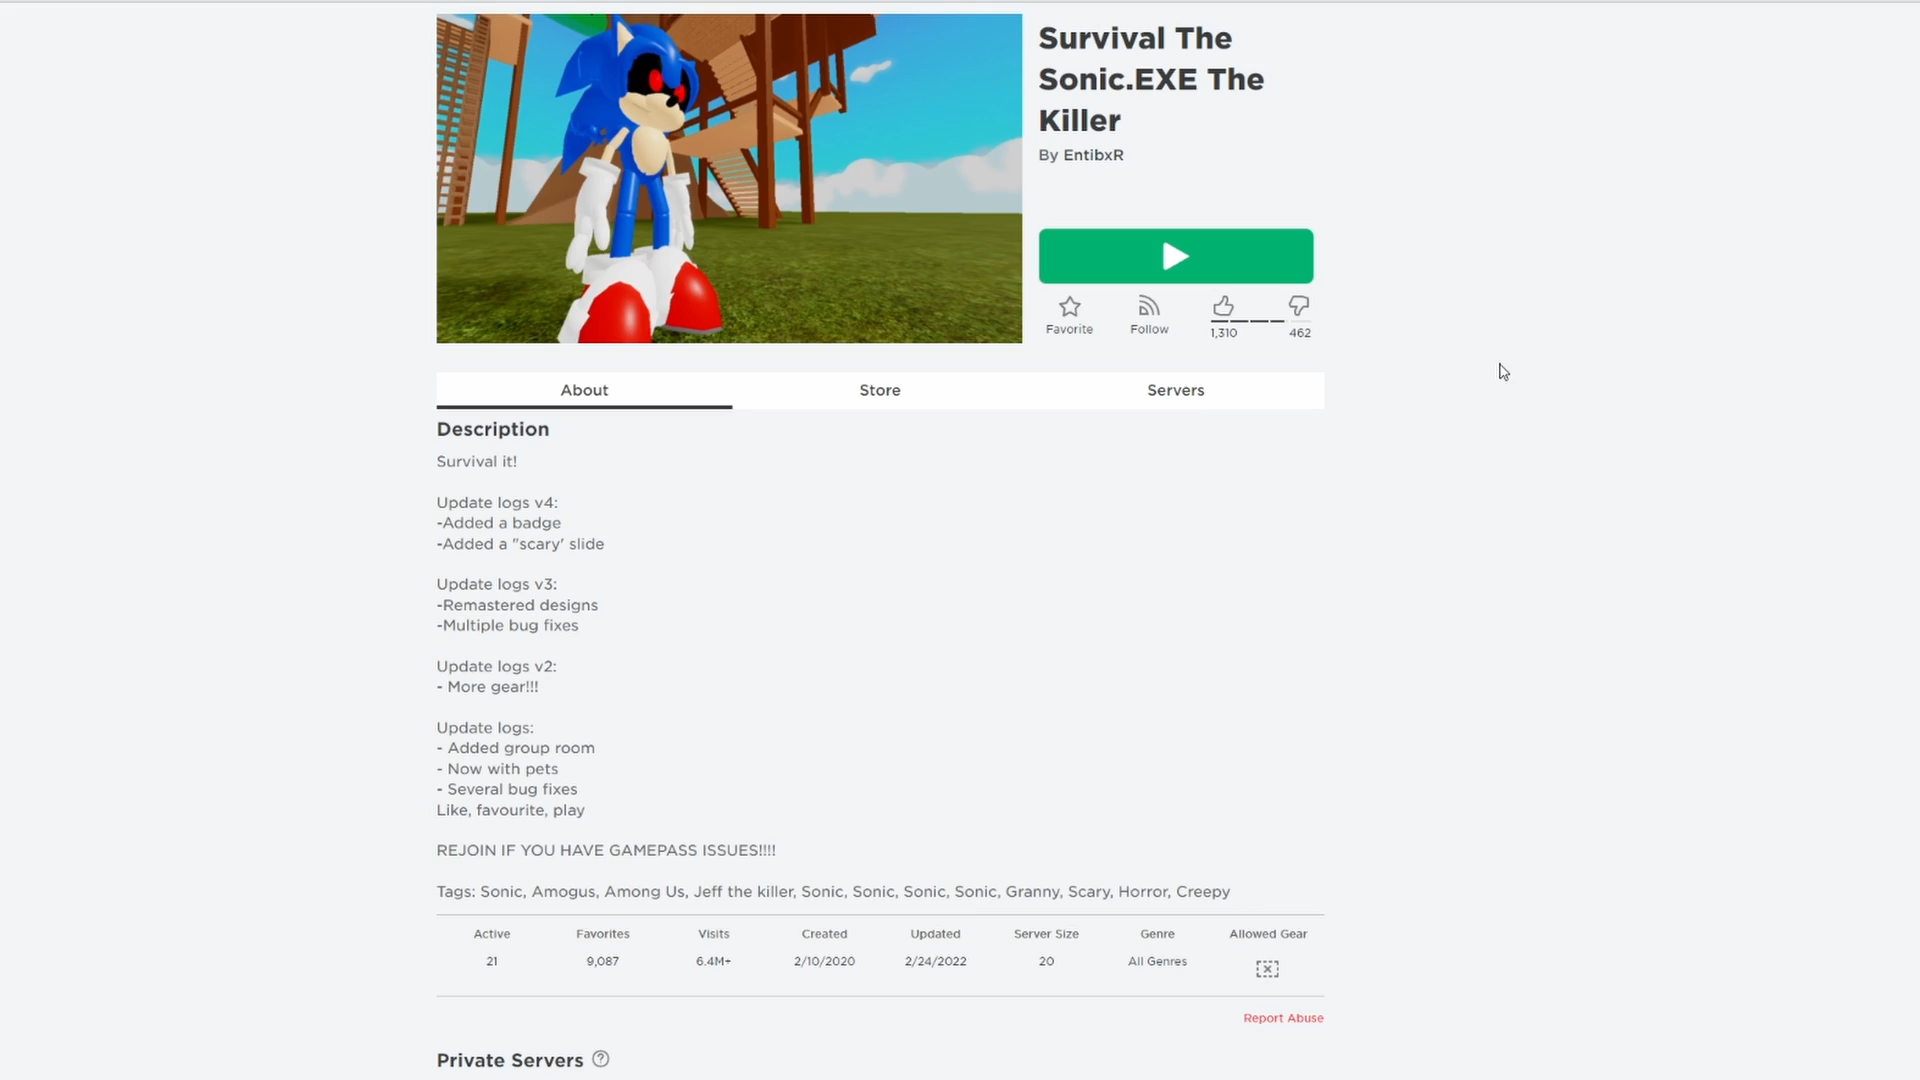 Survival The
Sonic.EXE The
Killer
By EntibxR
Favorite
Follow
1,310
462
About
Store
Servers
Description
Survival it!
Update logs v4:
-Added a badge
-Added a "scary' slide
Update logs v3:
-Remastered designs
-Multiple bug fixes
Update logs v2:
- More gear!!!
Update logs:
- Added group room
- Now with pets
- Several bug fixes
Like, favourite, play
REJOIN IF YOU HAVE GAMEPASS ISSUES!!!!
Tags: Sonic, Amogus, Among Us, Jeff the killer, Sonic, Sonic, Sonic, Sonic, Granny, Scary, Horror, Creepy
Active Favorites Visits Created Updated Server Size Genre Allowed Gear
21 9,087 6.4M+ 2/10/2020 2/24/2022 20 All Genres
Report Abuse
Private Servers ?